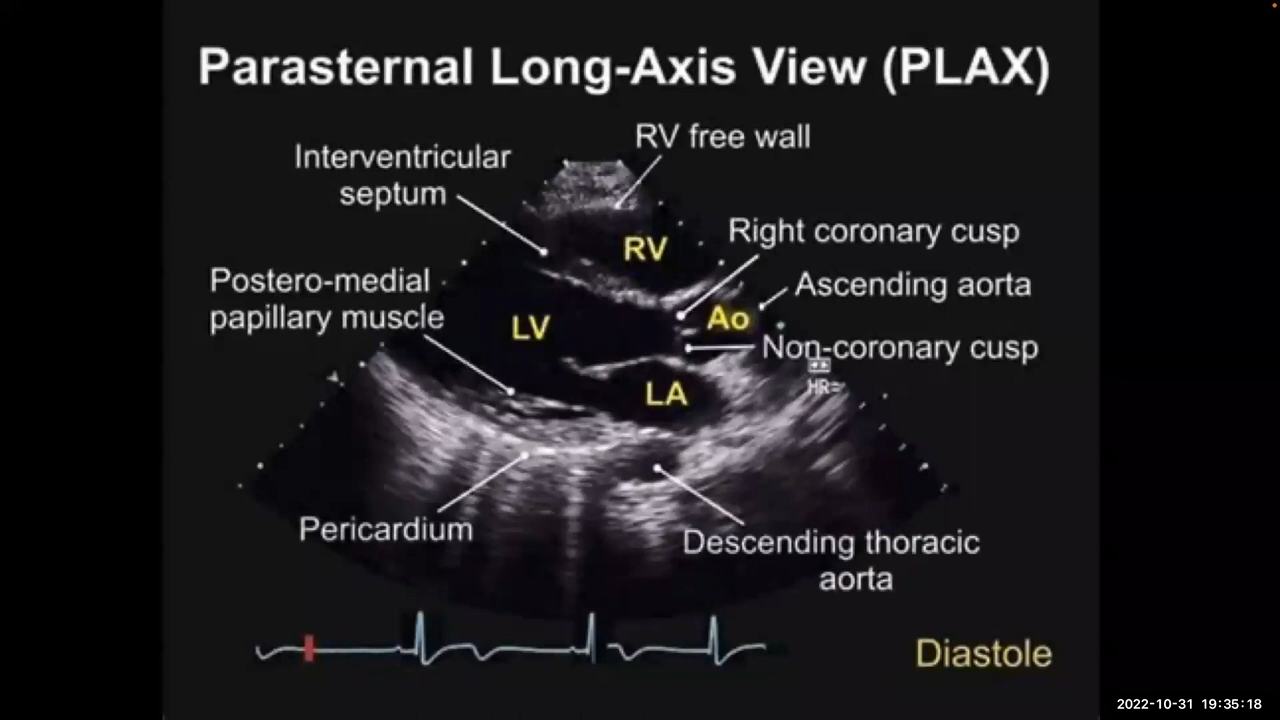 Parasternal Long-Axis View (PLAX)
RV free wall
Interventricular
septum
Right coronary cusp
RV
Postero-medial
papillary muscle
Ascending aorta
LV
Ao
Non-coronary cusp
HR=
LA
Pericardium
Descending thoracic
aorta
Diastole
2022-10-31 19:35:18